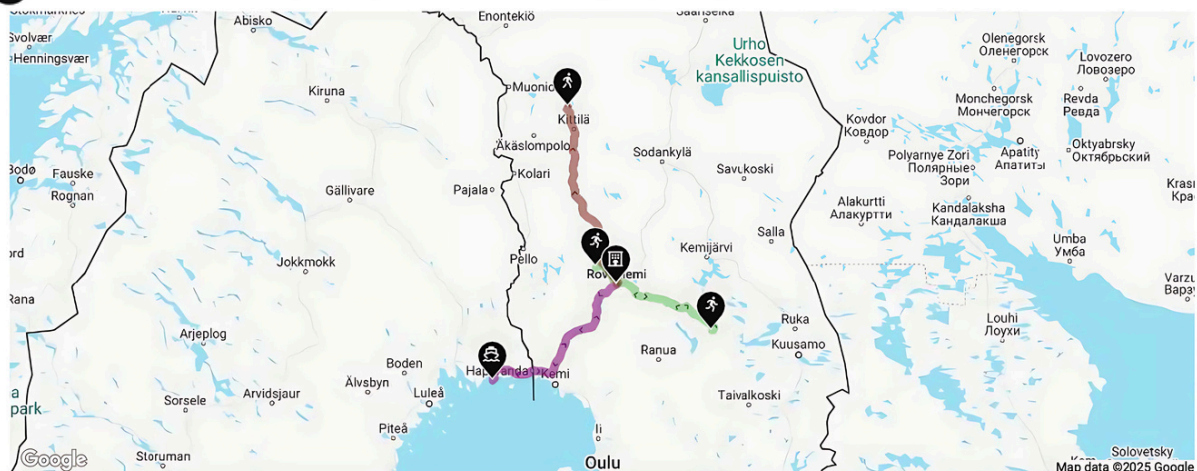 Abisko
Enontekiö
Svolvær
Henningsvær
Kiruna
Muonio
Kittilä
Urho
Kekkosen
kansallispuisto
Olenegorsk
Оленегорск
Lovozero
Ловозеро
Monchegorsk
Мончегорск
Revda
Ревда
Kovdor
Ковдор
Äkäslompolo
Sodankylä
Savukoski
Polyarnye Zori
Полярные
Зори
Apatity
Апатиты
Oktyabrsky
Октябрьский
Bodø
Fauske
Rognan
Gällivare
Pajala
Kolari
Alakurtti
Алакуртти
Kandalaksha
Кандалакша
Jokkmokk
Pello
Kemijärvi
Salla
Umba
Умба
Rana
Arjeplog
Ranua
Ruka
Kuusamo
Louhi
Лоухи
Boden
Älvsbyn
Kemi
Luleå
park
Sorsele
Arvidsjaur
Taivalkoski
Piteå
Ii
Storuman
Oulu
Solovetsky
Google
Map data ©2025 Google